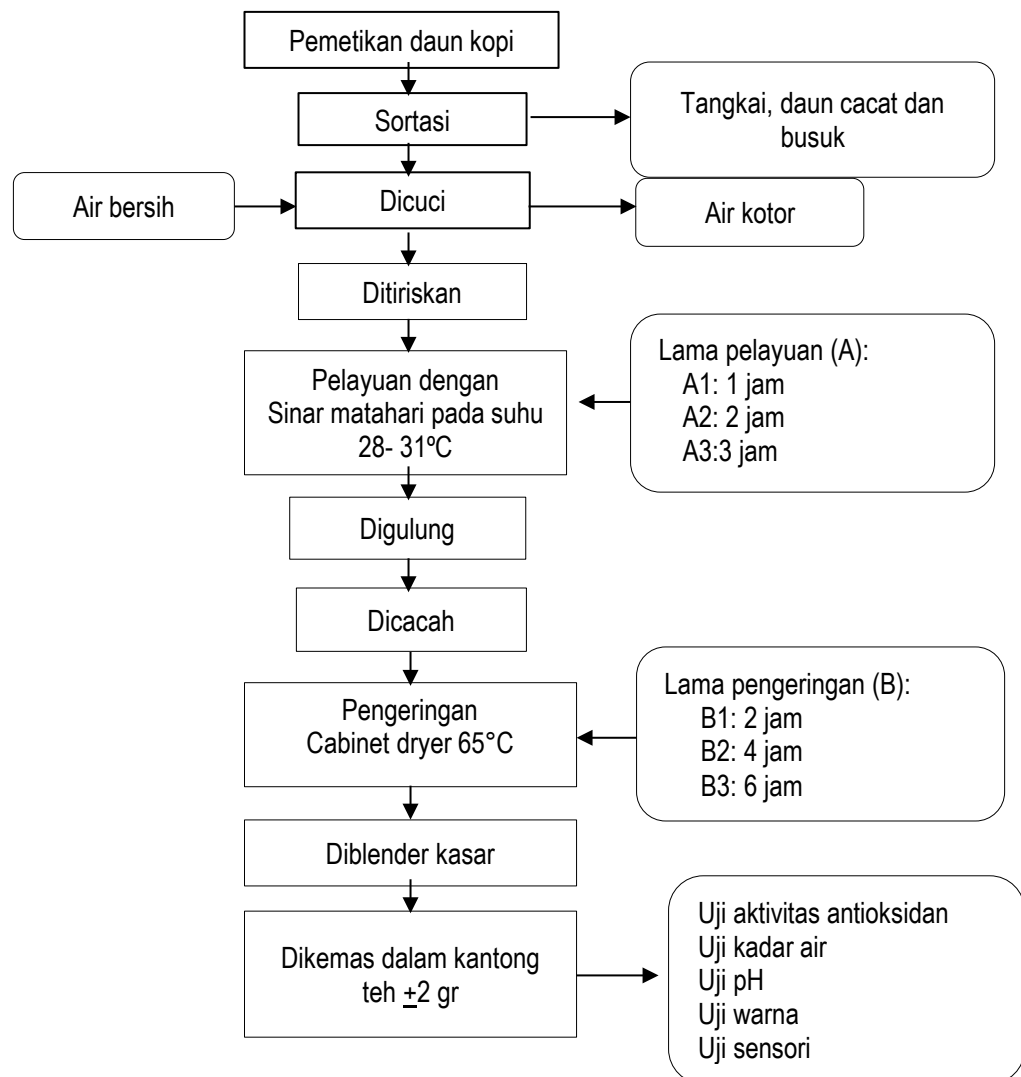 Pemetikan daun kopi
Sortasi
Tangkai, daun cacat dan
busuk
Air bersih
Dicuci
Air kotor
Ditiriskan
Pelayuan dengan
Sinar matahari pada suhu
28- 31ºC
Lama pelayuan (A):
A1: 1 jam
A2: 2 jam
A3:3 jam
Digulung
Dicacah
Pengeringan
Cabinet dryer 65°C
Lama pengeringan (B):
B1: 2 jam
B2: 4 jam
B3: 6 jam
Diblender kasar
Dikemas dalam kantong
teh +2 gr
Uji aktivitas antioksidan
Uji kadar air
Uji pH
Uji warna
Uji sensori